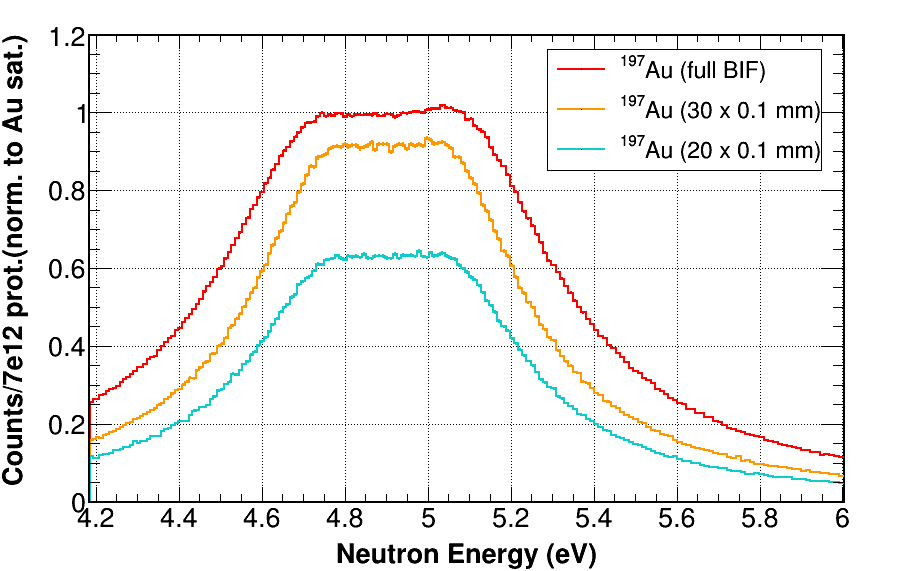 Counts/7e12 prot.(norm. to Au sat.)
1.2
1
0.8
0.6
0.4
0.2
0
4.2 4.4 4.6 4.8 5 5.2 5.4 5.6 5.8 6
Neutron Energy (eV)
¹⁹⁷Au (full BIF)
¹⁹⁷Au (30 x 0.1 mm)
¹⁹⁷Au (20 x 0.1 mm)